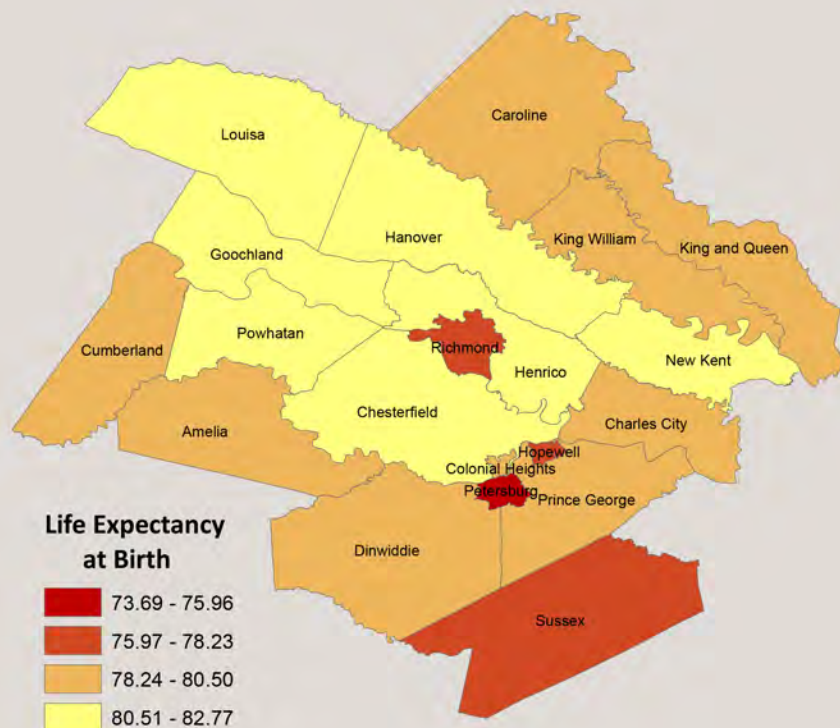 Caroline
Louisa
Hanover
King William
King and Queen
Goochland
Powhatan
Cumberland
Richmond
New Kent
Henrico
Chesterfield
Charles City
Amelia
Hopewell
Colonial Heights
Petersburg
Prince George
Dinwiddie
Sussex
Life Expectancy
at Birth
73.69 - 75.96
75.97 - 78.23
78.24 - 80.50
80.51 - 82.77